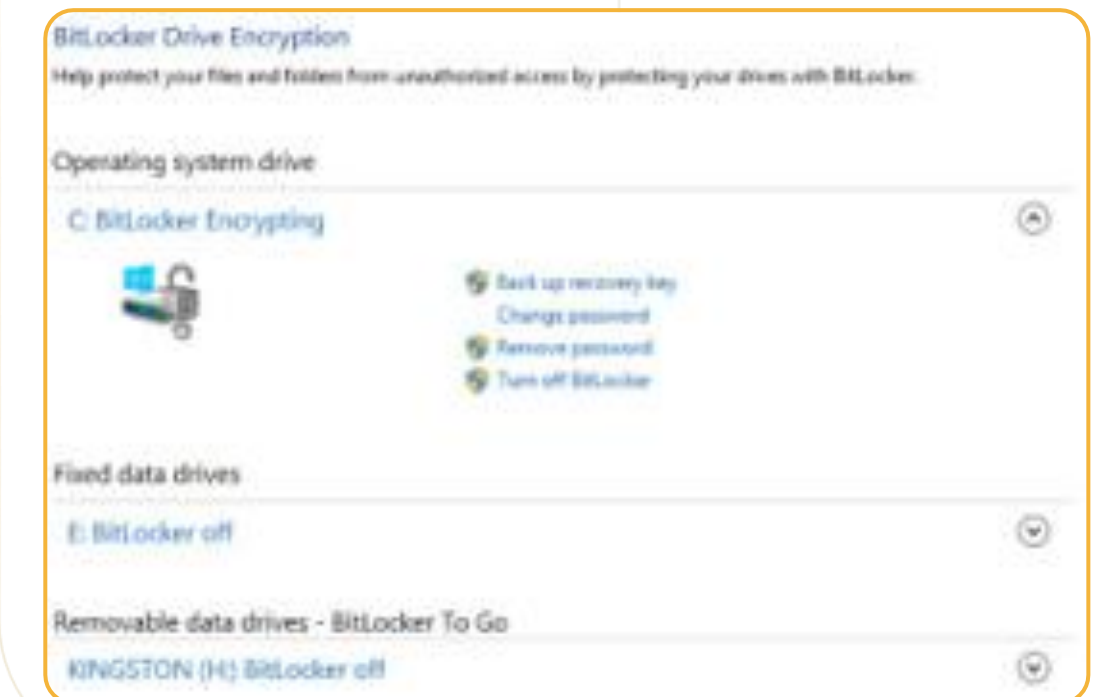 BitLocker Drive Encryption
Help protect your files and folders from unauthorized access by protecting your drives with BitLocker.
Operating system drive
C: BitLocker Encrypting
Back up recovery key
Change password
Remove password
Turn off BitLocker
Fixed data drives
E: BitLocker off
Removable data drives - BitLocker To Go
KINGSTON (H:) BitLocker off